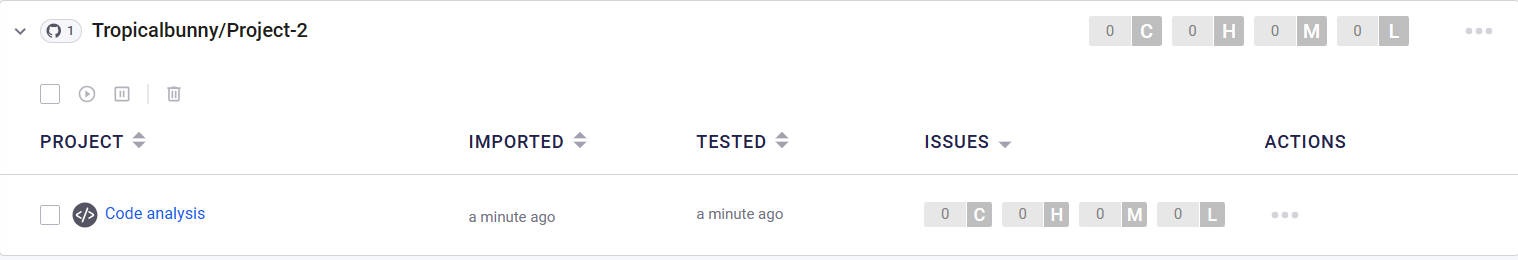 1 Tropicalbunny/Project-2 0 C 0 H 0 M 0 L
PROJECT IMPORTED TESTED ISSUES ACTIONS
Code analysis a minute ago a minute ago 0 C 0 H 0 M 0 L